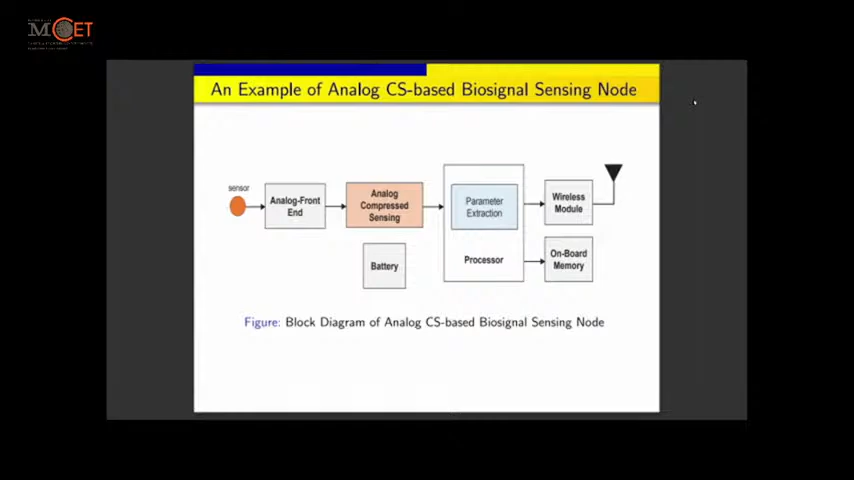 MCET
An Example of Analog CS-based Biosignal Sensing Node
sensor
Analog-Front
End
Analog
Compressed
Sensing
Battery
Parameter
Extraction
Processor
Wireless
Module
On-Board
Memory
Figure: Block Diagram of Analog CS-based Biosignal Sensing Node